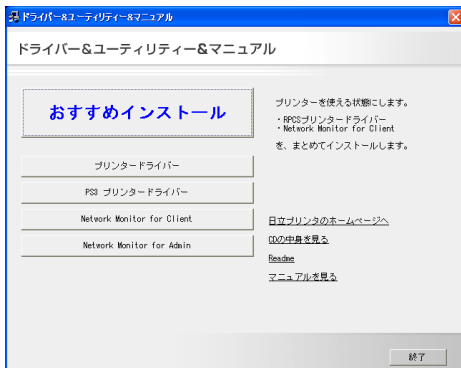 ドライバー&ユーティリティー&マニュアル
ドライバー&ユーティリティー&マニュアル
おすすめインストール
プリンターを使える状態にします。
・RPCSプリンタードライバー
・Network Monitor for Client
を、まとめてインストールします。
プリンタードライバー
PS3 プリンタードライバー
Network Monitor for Client
Network Monitor for Admin
日立プリンタのホームページへ
CDの中身を見る
Readme
マニュアルを見る
終了